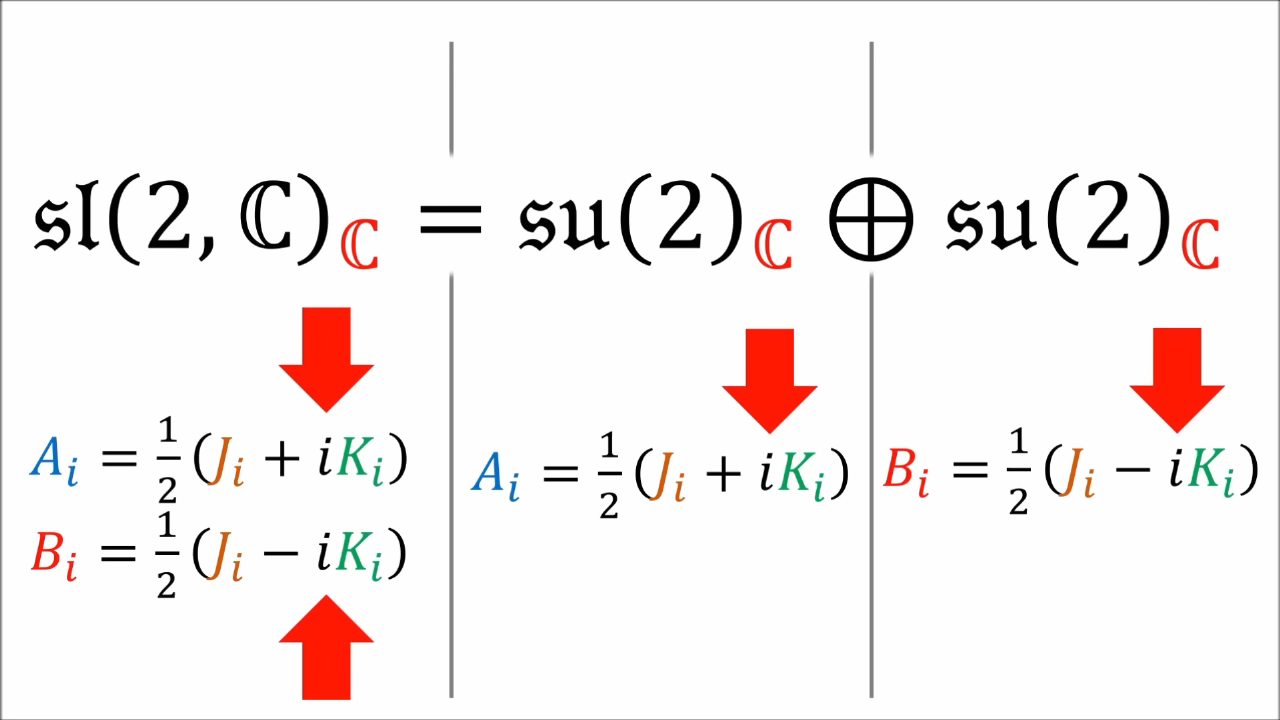 𝔰𝔩(2, ℂ)_ℂ = 𝔰𝔲(2)_ℂ ⊕ 𝔰𝔲(2)_ℂ
A_i = 1/2 (J_i + iK_i)
B_i = 1/2 (J_i − iK_i)
A_i = 1/2 (J_i + iK_i)
B_i = 1/2 (J_i − iK_i)